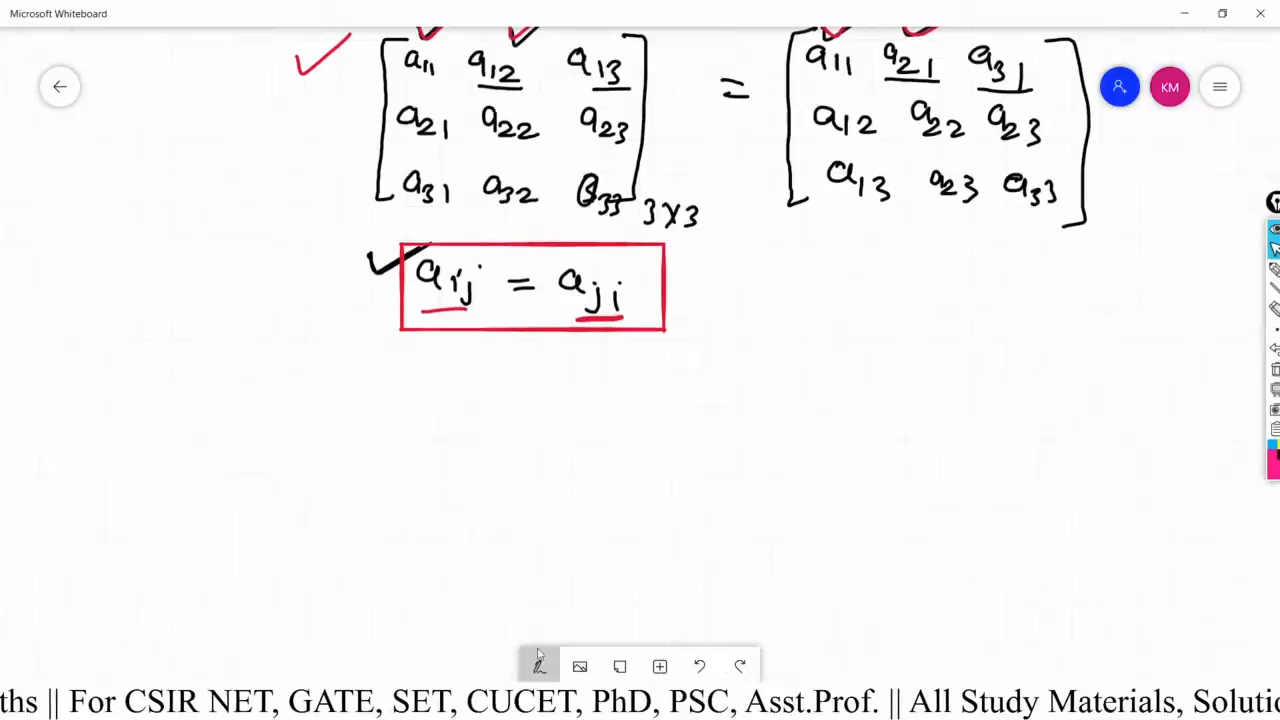 Microsoft Whiteboard
a11 a12 a13 = a11 a21 a31
a21 a22 a23 a12 a22 a23
a31 a32 a33 3x3 a13 a23 a33
aij = aji
KM
ths || For CSIR NET, GATE, SET, CUCET, PhD, PSC, Asst.Prof. || All Study Materials, Solutio